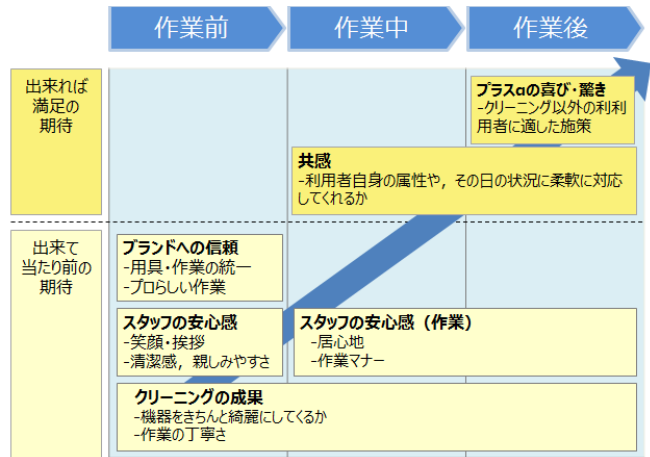 作業前
作業中
作業後
出来れば
満足の
期待
プラスαの喜び・驚き
-クリーニング以外の利利
用者に適した施策
共感
-利用者自身の属性や，その日の状況に柔軟に対応
してくれるか
出来て
当たり前の
期待
ブランドへの信頼
-用具・作業の統一
-プロらしい作業
スタッフの安心感
-笑顔・挨拶
-清潔感，親しみやすさ
スタッフの安心感（作業）
-居心地
-作業マナー
クリーニングの成果
-機器をきちんと綺麗にしてくるか
-作業の丁寧さ